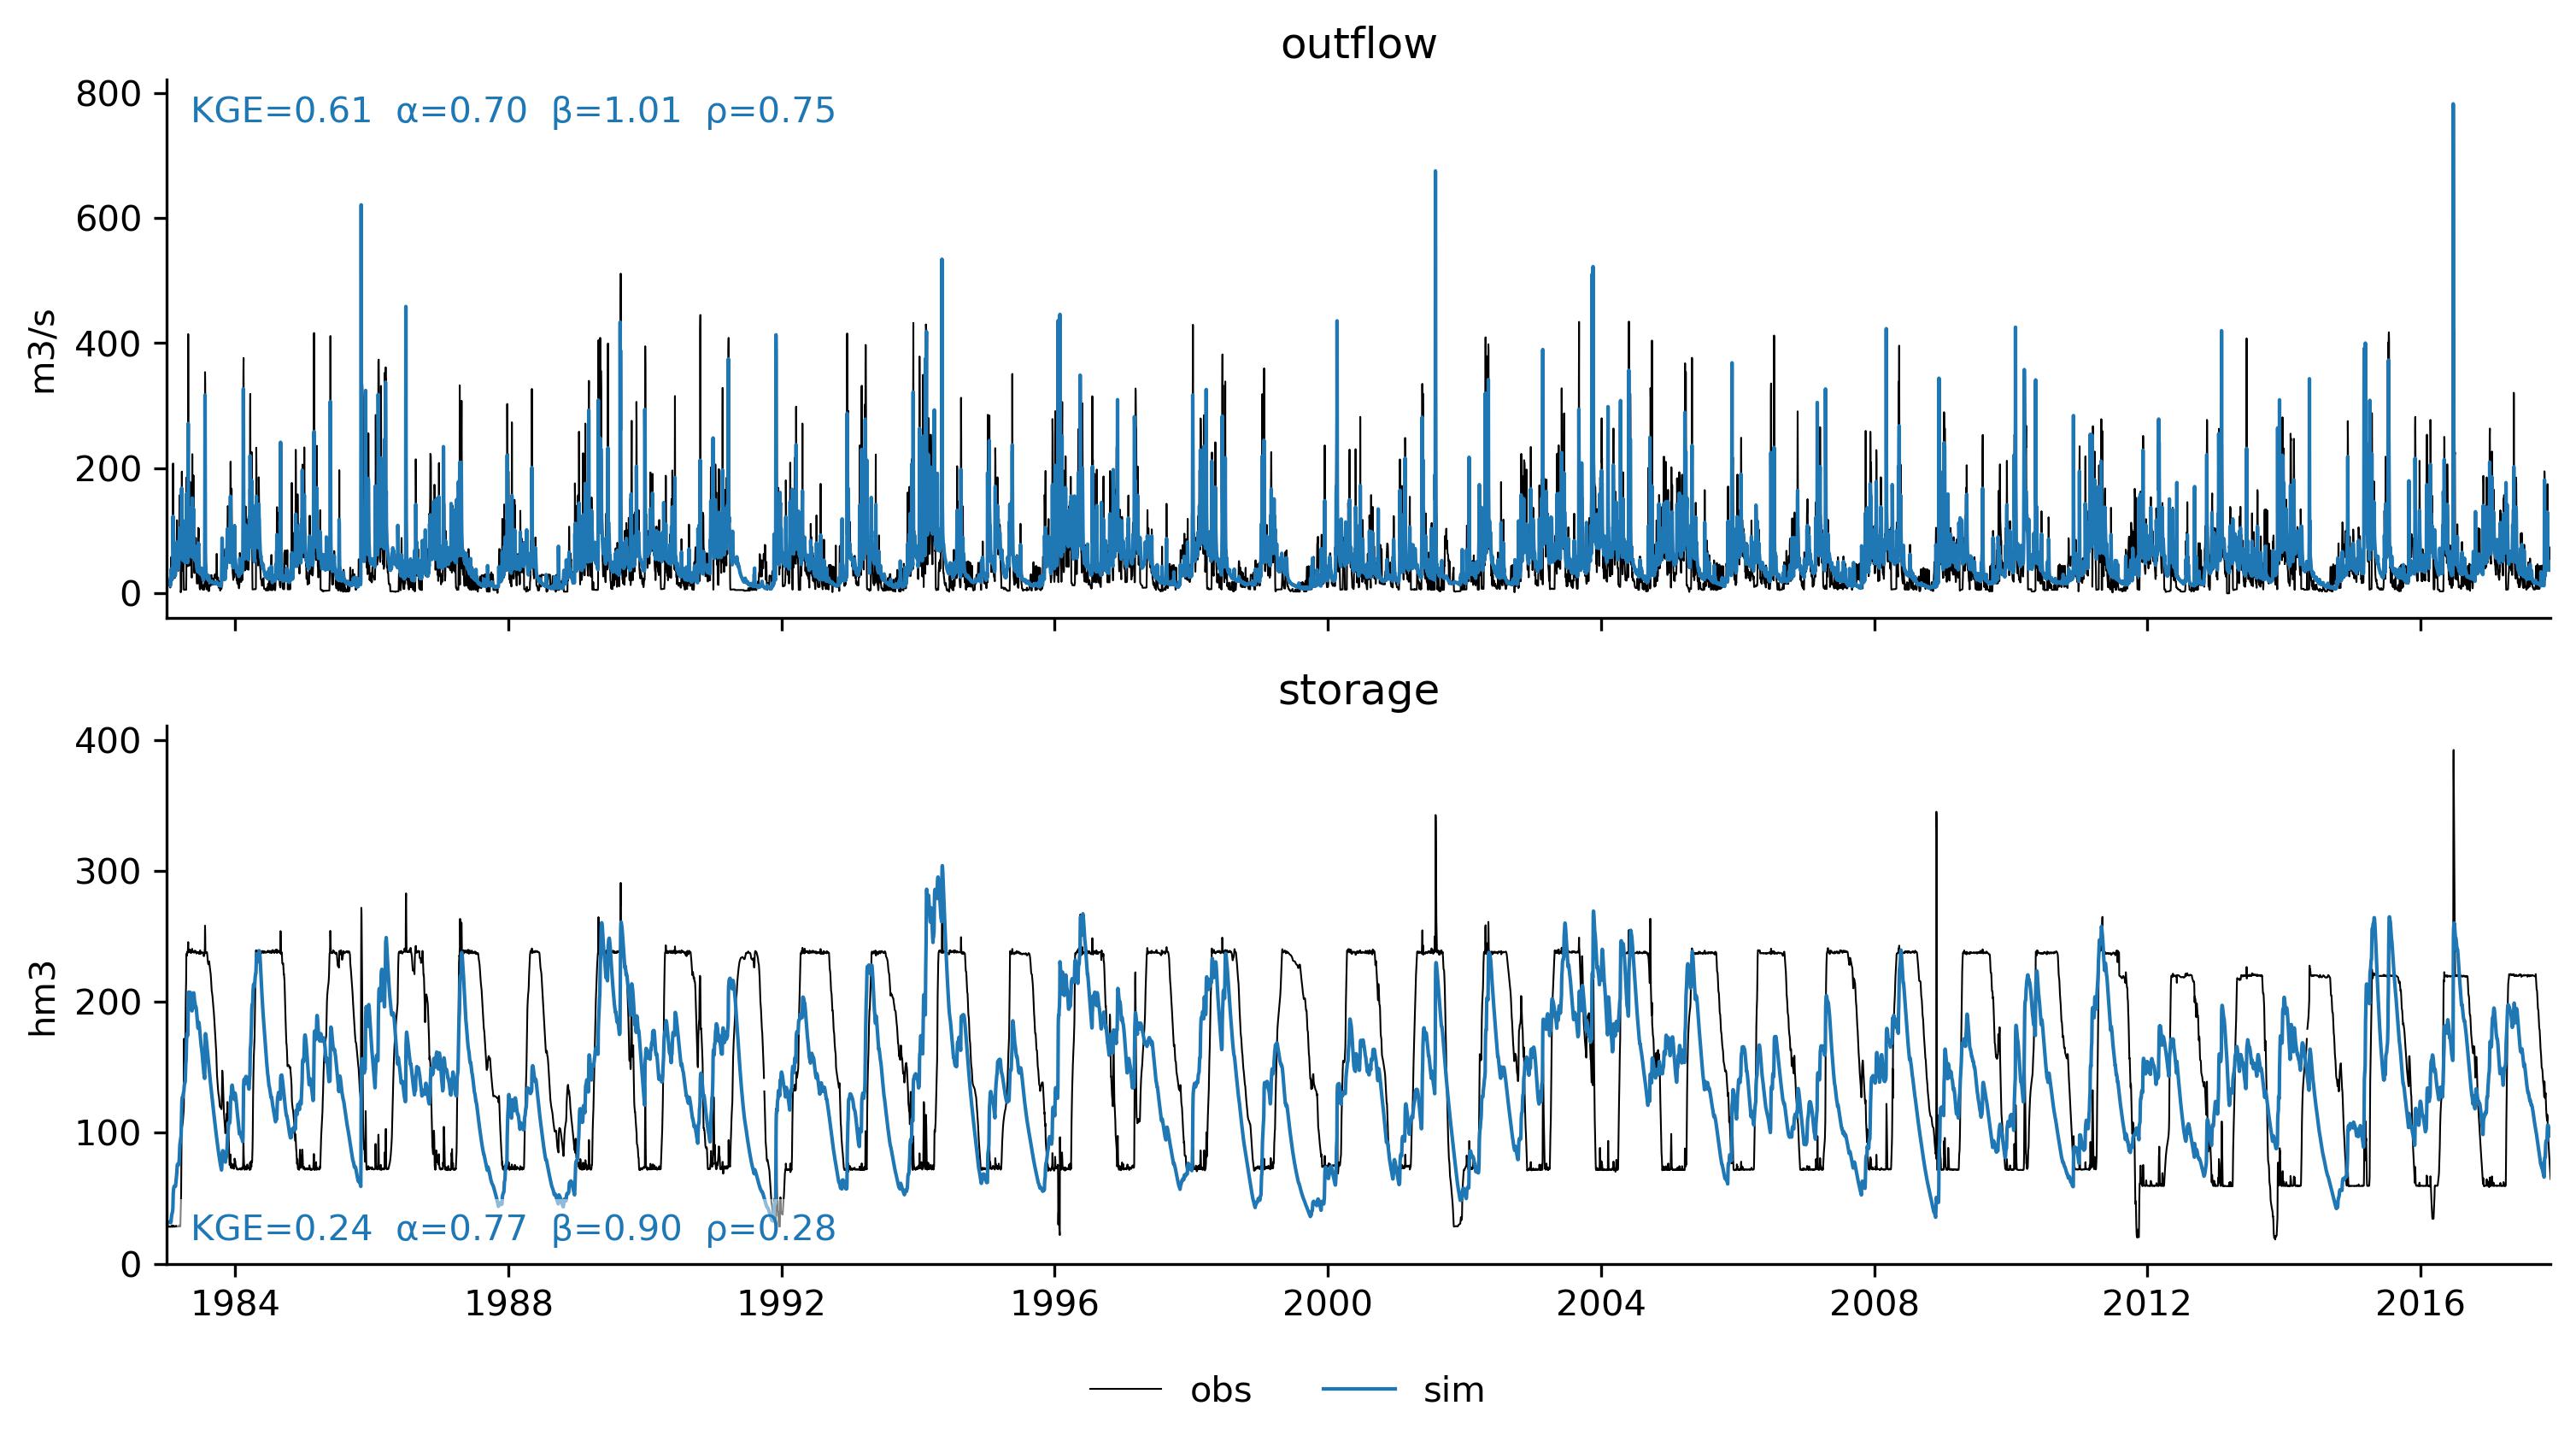 outflow
800
600
400
200
0
m3/s
KGE=0.61 α=0.70 β=1.01 ρ=0.75
storage
400
300
200
100
0
hm3
KGE=0.24 α=0.77 β=0.90 ρ=0.28
1984 1988 1992 1996 2000 2004 2008 2012 2016
obs sim